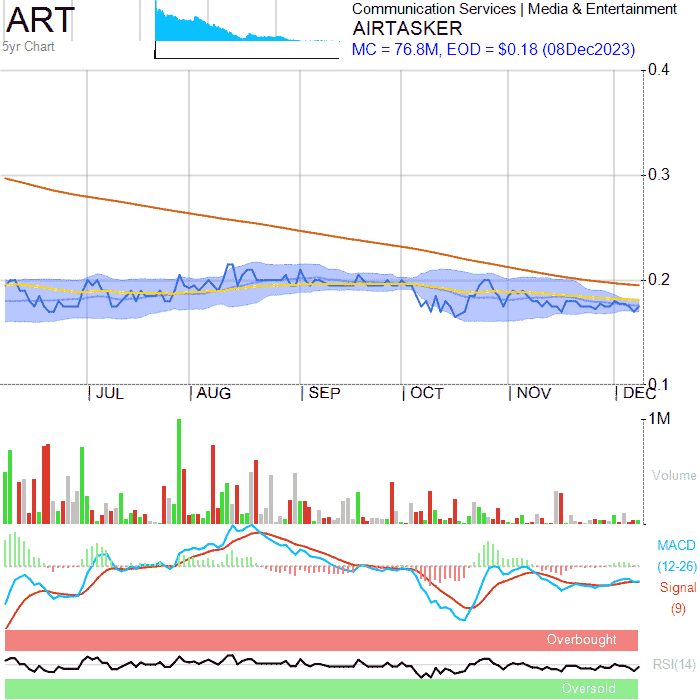 ART
5yr Chart
Communication Services | Media & Entertainment
AIRTASKER
MC = 76.8M, EOD = $0.18 (08Dec2023)
0.4
0.3
0.2
0.1
JUL
AUG
SEP
OCT
NOV
DEC
1M
Volume
MACD
(12-26)
Signal
(9)
Overbought
RSI(14)
Oversold